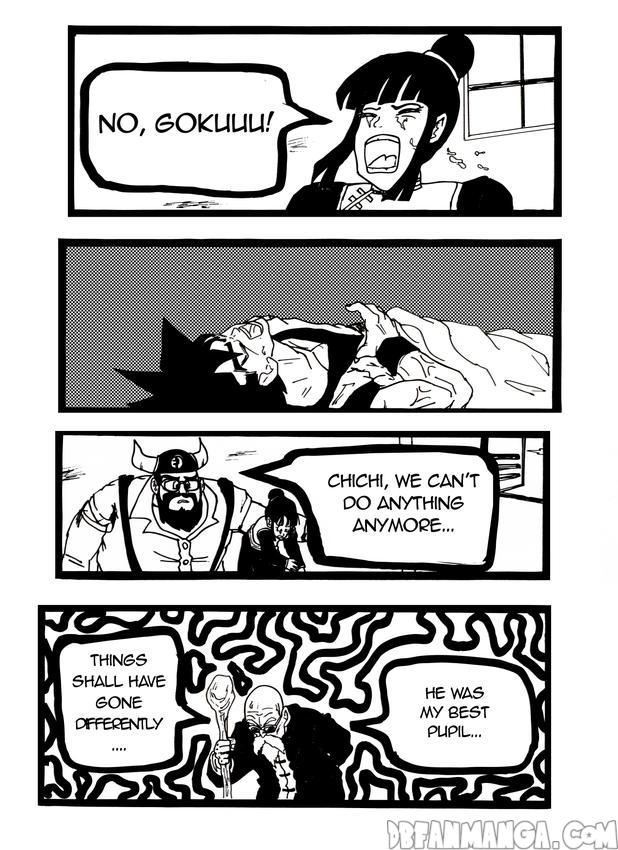 NO, GOKUUU!
CHICHI, WE CAN'T
DO ANYTHING
ANYMORE...
THINGS
SHALL HAVE
GONE
DIFFERENTLY
....
HE WAS
MY BEST
PUPIL...
DBFANMANGA.COM